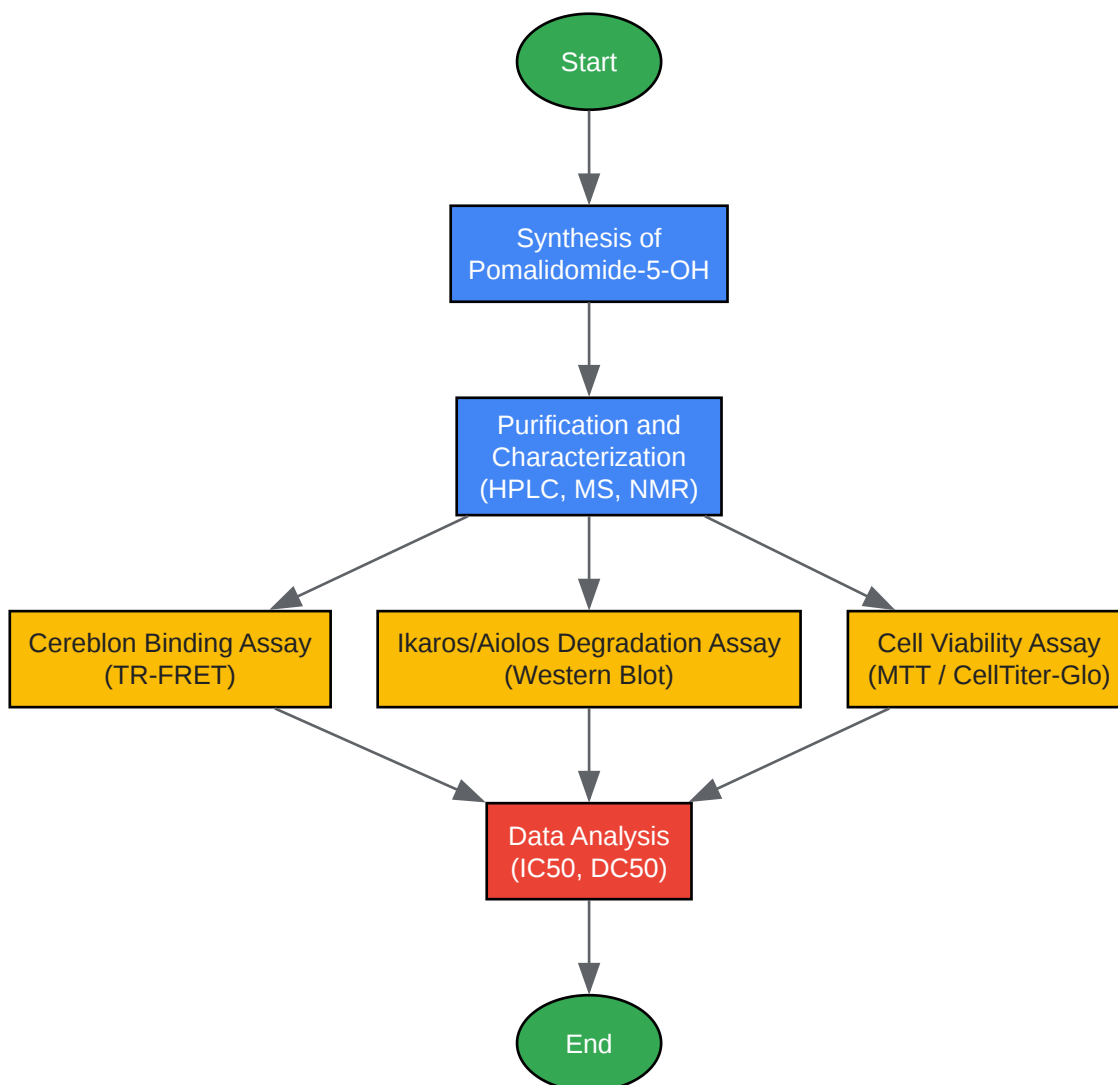 Start
Synthesis of
Pomalidomide-5-OH
Purification and
Characterization
(HPLC, MS, NMR)
Cereblon Binding Assay
(TR-FRET)
Ikaros/Aiolos Degradation Assay
(Western Blot)
Cell Viability Assay
(MTT / CellTiter-Glo)
Data Analysis
(IC50, DC50)
End